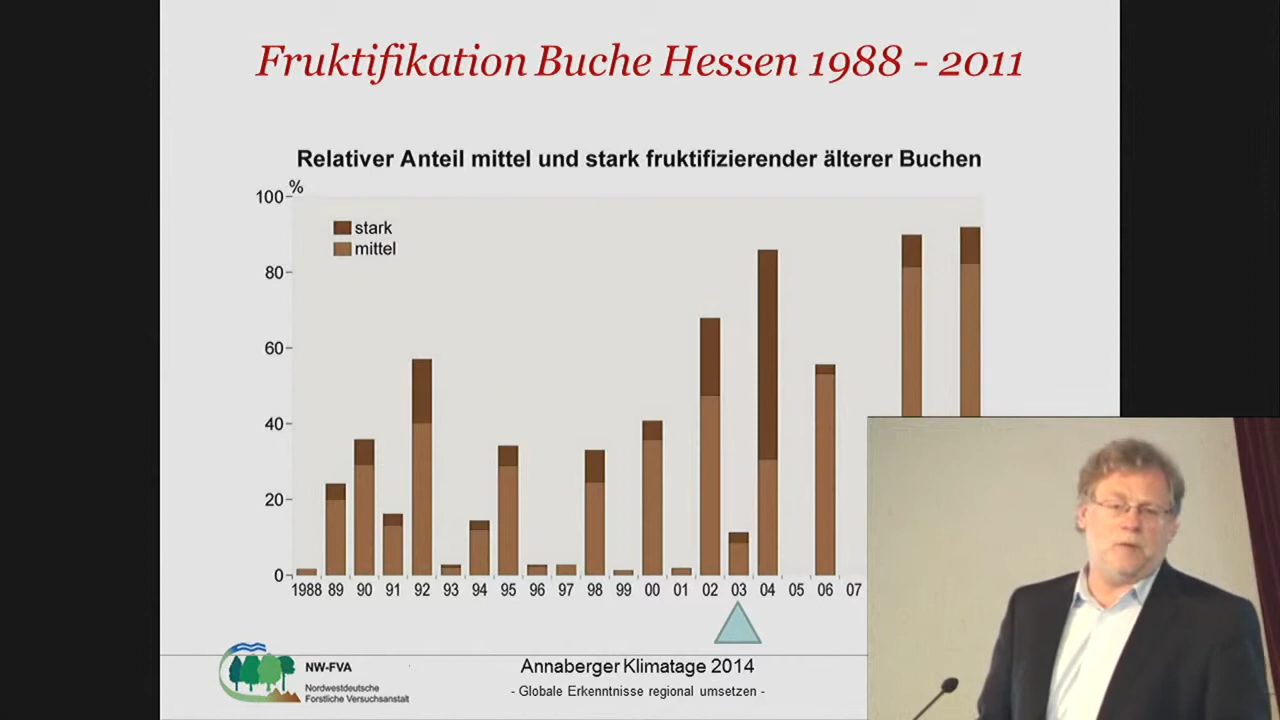 Fruktifikation Buche Hessen 1988 - 2011
Relativer Anteil mittel und stark fruktifizierender älterer Buchen
%
100
stark
mittel
80
60
40
20
0
1988 89 90 91 92 93 94 95 96 97 98 99 00 01 02 03 04 05 06 07
NW-FVA
Nordwestdeutsche
Forstliche Versuchsanstalt
Annaberger Klimatage 2014
- Globale Erkenntnisse regional umsetzen -